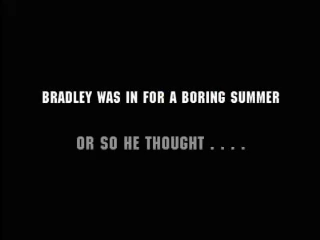 BRADLEY WAS IN FOR A BORING SUMMER
OR SO HE THOUGHT . . . .